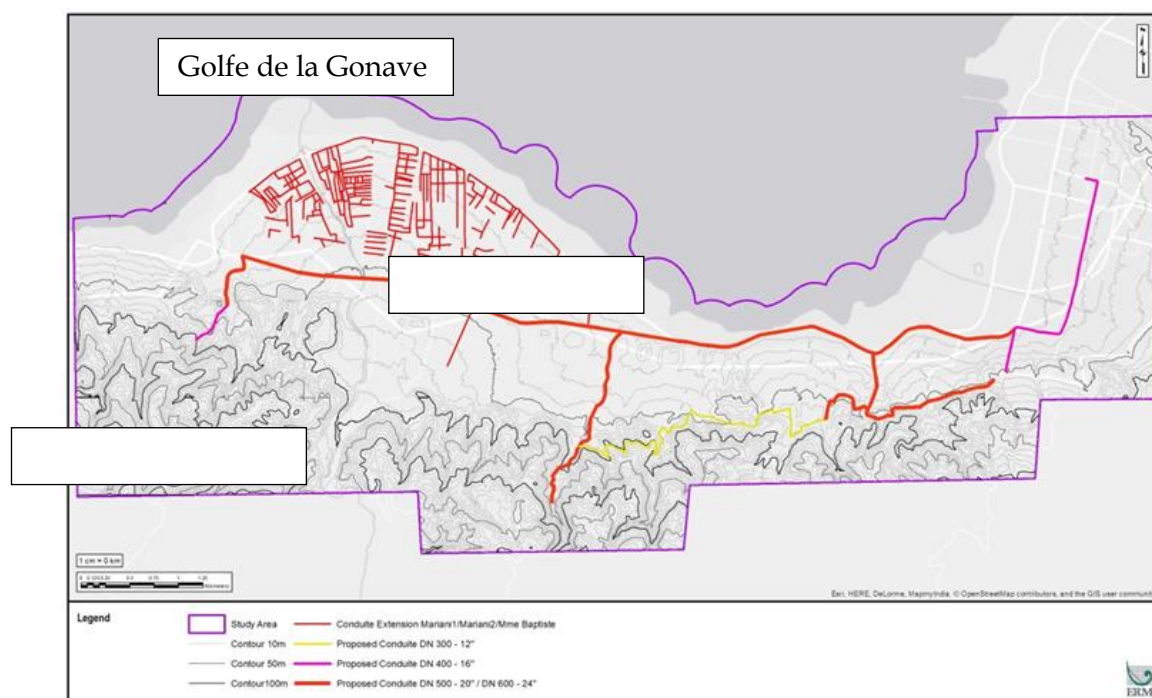 Golfe de la Gonave
1 cm = 0 km
Esri, HERE, DeLorme, MapmyIndia, © OpenStreetMap contributors, and the GIS user communit
Legend
Study Area
Conduite Extension Mariani1/Mariani2/Mme Baptiste
Contour 10m
Proposed Conduite DN 300 - 12"
Contour 50m
Proposed Conduite DN 400 - 16"
Contour100m
Proposed Conduite DN 500 - 20" / DN 600 - 24"
ERM